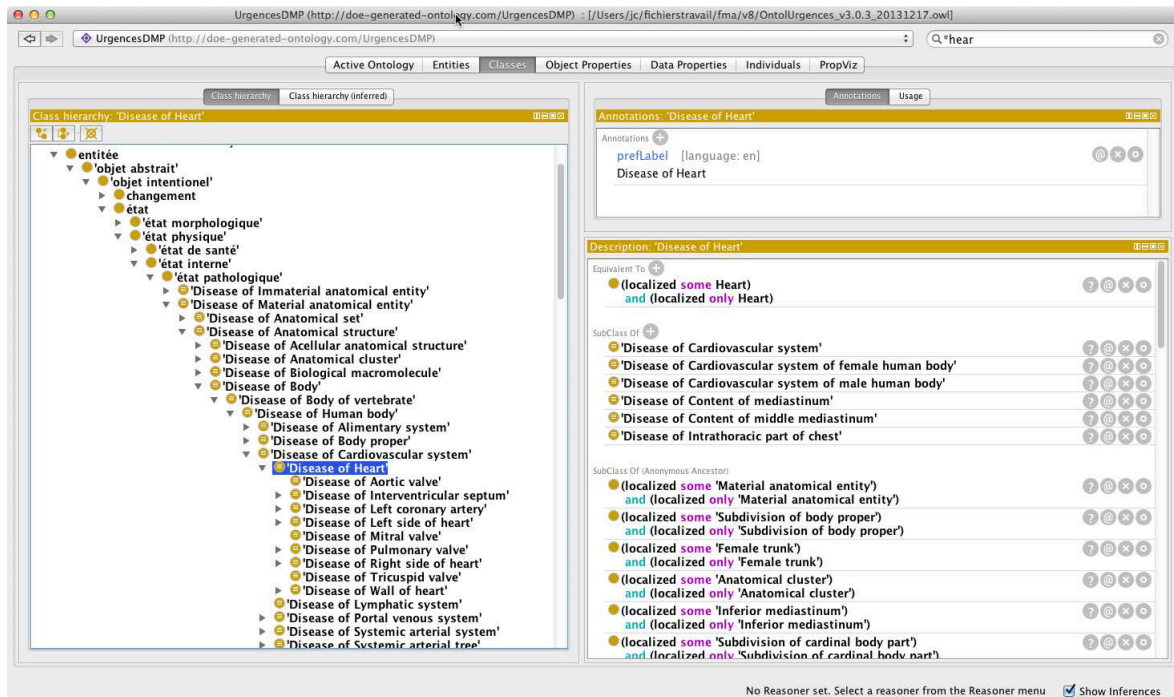 UrgencesDMP (http://doe-generated-ontology.com/UrgencesDMP) : [/Users/jc/fichierstravail/fma/v8/OntolUrgences_v3.0.3_20131217.owl]
UrgencesDMP (http://doe-generated-ontology.com/UrgencesDMP)
*hear
Active Ontology Entities Classes Object Properties Data Properties Individuals PropViz
Class hierarchy Class hierarchy (inferred)
Class hierarchy: 'Disease of Heart'
entitée
'objet abstrait'
'objet intentionel'
changement
état
'état morphologique'
'état physique'
'état de santé'
'état interne'
'état pathologique'
'Disease of Immaterial anatomical entity'
'Disease of Material anatomical entity'
'Disease of Anatomical set'
'Disease of Anatomical structure'
'Disease of Acellular anatomical structure'
'Disease of Anatomical cluster'
'Disease of Biological macromolecule'
'Disease of Body'
'Disease of Body of vertebrate'
'Disease of Human body'
'Disease of Alimentary system'
'Disease of Body proper'
'Disease of Cardiovascular system'
'Disease of Heart'
'Disease of Aortic valve'
'Disease of Interventricular septum'
'Disease of Left coronary artery'
'Disease of Left side of heart'
'Disease of Mitral valve'
'Disease of Pulmonary valve'
'Disease of Right side of heart'
'Disease of Tricuspid valve'
'Disease of Wall of heart'
'Disease of Lymphatic system'
'Disease of Portal venous system'
'Disease of Systemic arterial system'
'Disease of Systemic arterial tree'
Annotations Usage
Annotations: 'Disease of Heart'
Annotations
prefLabel [language: en]
Disease of Heart
Description: 'Disease of Heart'
Equivalent To
(localized some Heart)
and (localized only Heart)
SubClass Of
'Disease of Cardiovascular system'
'Disease of Cardiovascular system of female human body'
'Disease of Cardiovascular system of male human body'
'Disease of Content of mediastinum'
'Disease of Content of middle mediastinum'
'Disease of Intrathoracic part of chest'
SubClass Of (Anonymous Ancestor)
(localized some 'Material anatomical entity')
and (localized only 'Material anatomical entity')
(localized some 'Subdivision of body proper')
and (localized only 'Subdivision of body proper')
(localized some 'Female trunk')
and (localized only 'Female trunk')
(localized some 'Anatomical cluster')
and (localized only 'Anatomical cluster')
(localized some 'Inferior mediastinum')
and (localized only 'Inferior mediastinum')
(localized some 'Subdivision of cardinal body part')
and (localized only 'Subdivision of cardinal body part')
No Reasoner set. Select a reasoner from the Reasoner menu Show Inferences